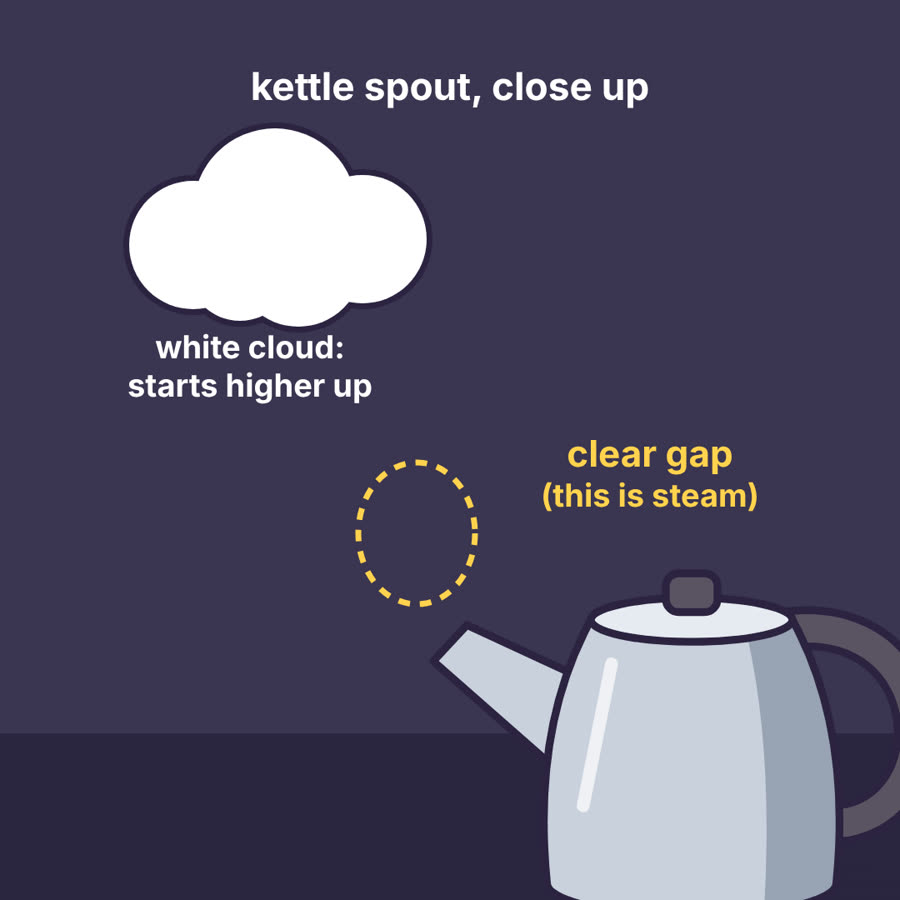 kettle spout, close up
white cloud:
starts higher up
clear gap
(this is steam)